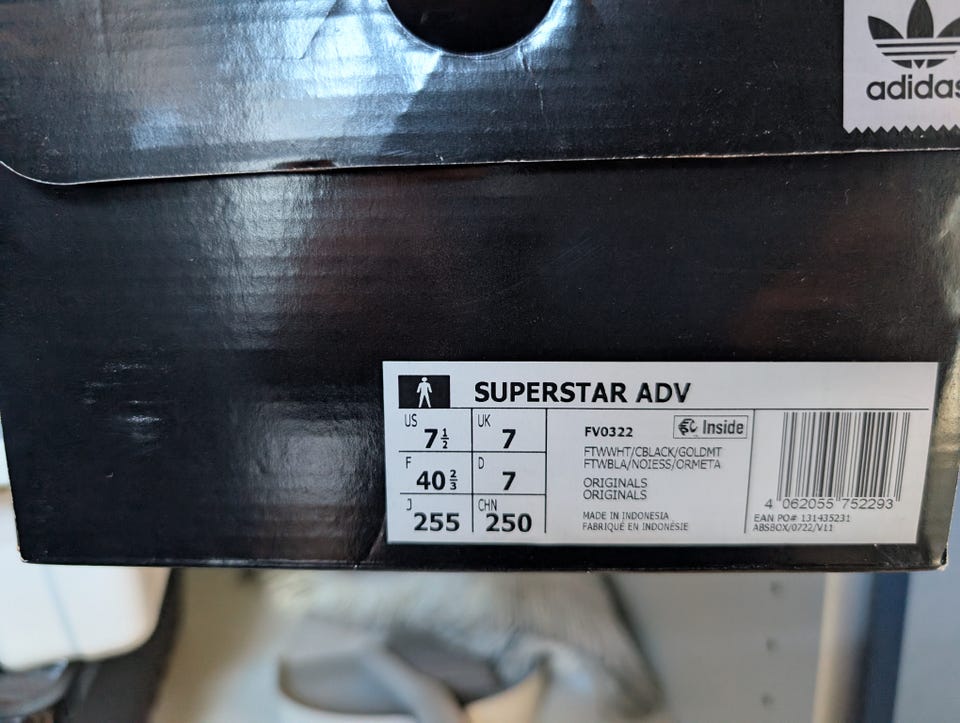 adidas
SUPERSTAR ADV
US 7½ UK 7
F 40⅔ D 7
J 255 CHN 250
FV0322 Inside
FTWWHT/CBLACK/GOLDMT
FTWBLA/NOIESS/ORMETA
ORIGINALS
ORIGINALS
MADE IN INDONESIA
FABRIQUÉ EN INDONÉSIE
4 062055 752293
EAN PO# 131435231
ABSBOX/0722/V11